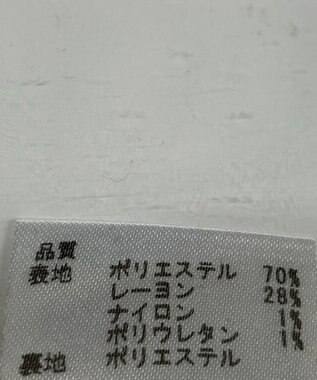 品質
表地 ポリエステル 70%
レーヨン 28%
ナイロン 1%
ポリウレタン 1%
裏地 ポリエステル